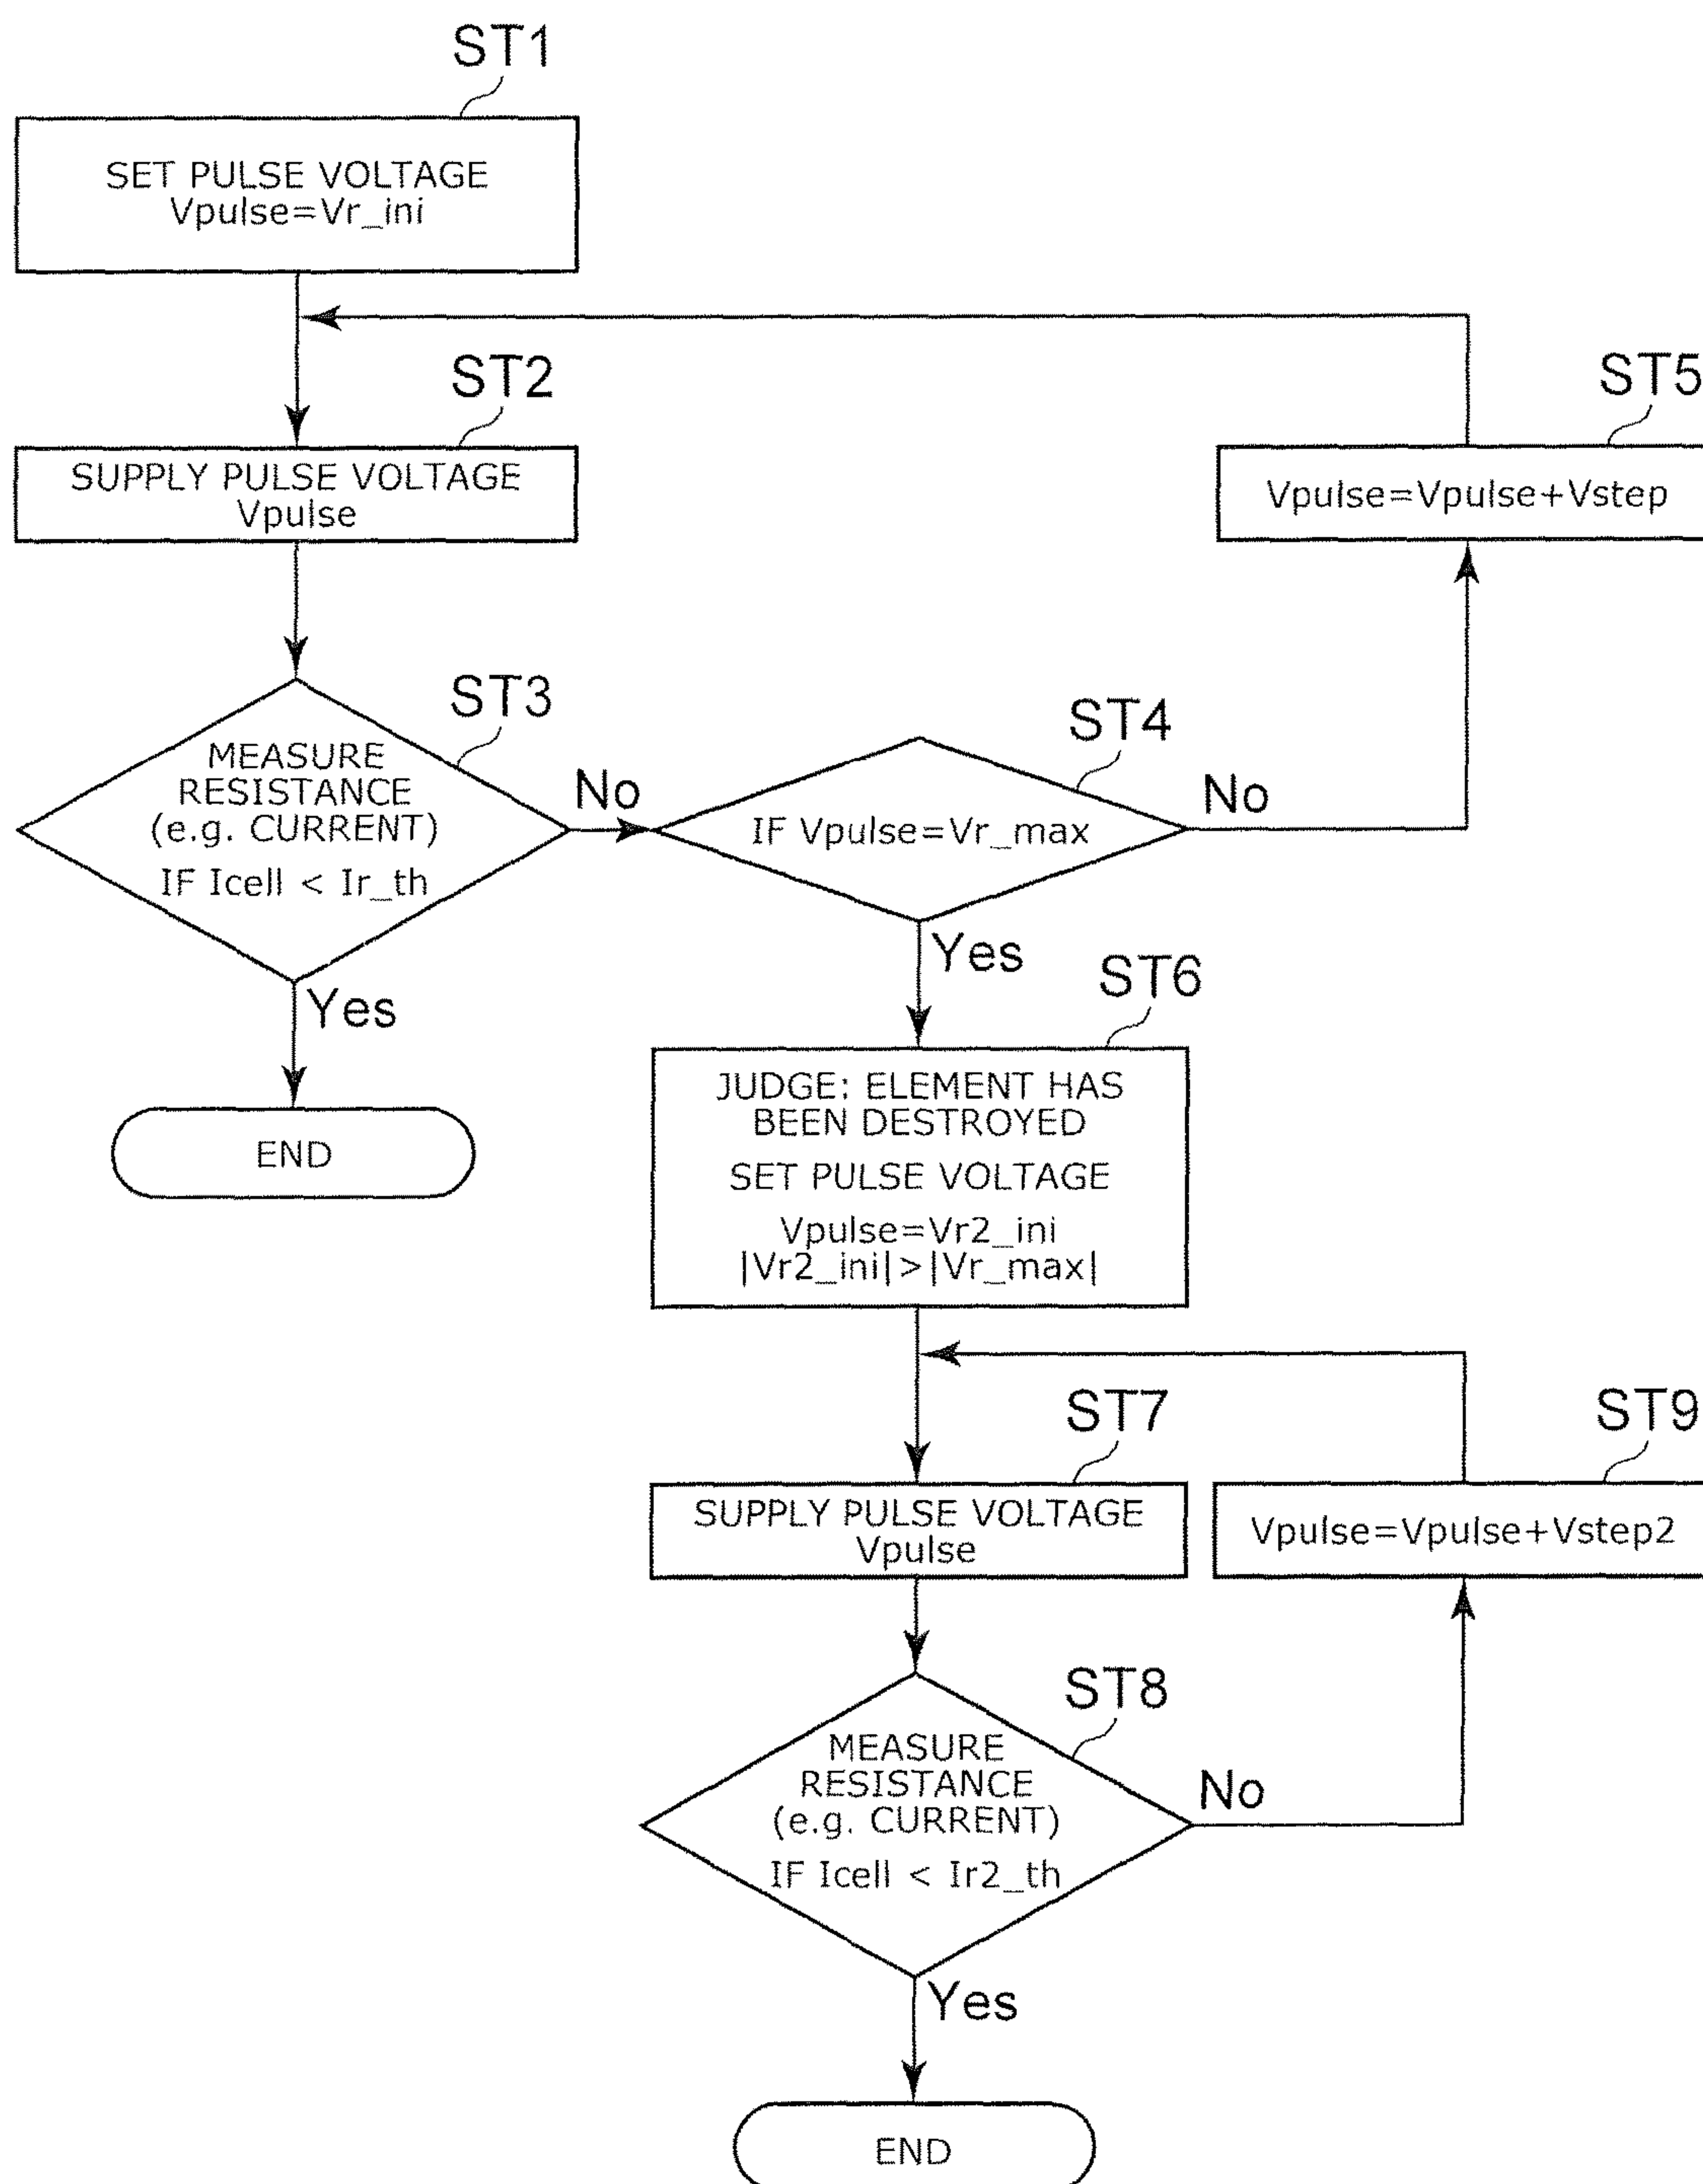 ST1
SET PULSE VOLTAGE
Vpulse=Vr_ini
ST2
SUPPLY PULSE VOLTAGE
Vpulse
ST5
Vpulse=Vpulse+Vstep
ST3
MEASURE
RESISTANCE
(e.g. CURRENT)
IF Icell < Ir_th
No
Yes
END
ST4
IF Vpulse=Vr_max
No
Yes
ST6
JUDGE: ELEMENT HAS
BEEN DESTROYED
SET PULSE VOLTAGE
Vpulse=Vr2_ini
|Vr2_ini|>|Vr_max|
ST7
SUPPLY PULSE VOLTAGE
Vpulse
ST9
Vpulse=Vpulse+Vstep2
ST8
MEASURE
RESISTANCE
(e.g. CURRENT)
IF Icell < Ir2_th
No
Yes
END